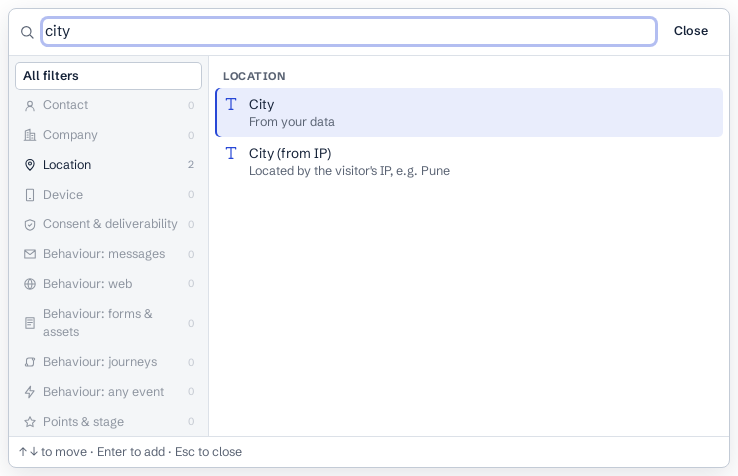 city
Close
All filters
Contact 0
Company 0
Location 2
Device 0
Consent & deliverability 0
Behaviour: messages 0
Behaviour: web 0
Behaviour: forms &
assets 0
Behaviour: journeys 0
Behaviour: any event 0
Points & stage 0
LOCATION
City
From your data
City (from IP)
Located by the visitor's IP, e.g. Pune
↑↓ to move · Enter to add · Esc to close